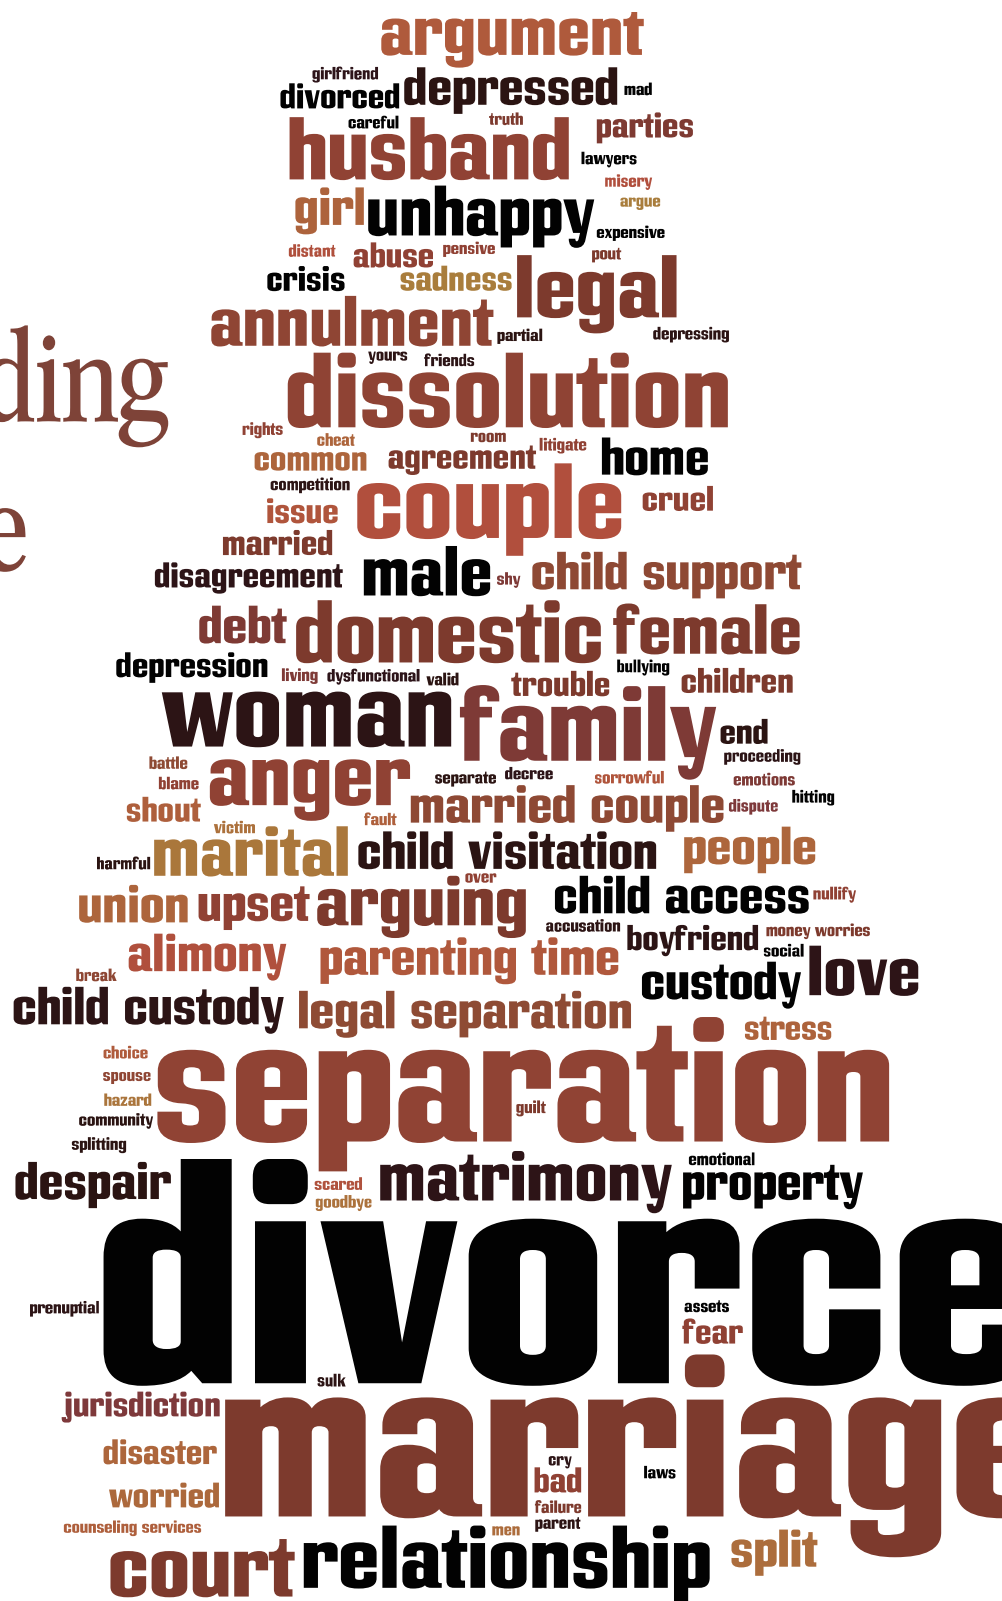 argument
girlfriend
divorced depressed mad
careful truth parties
husband lawyers
misery
girl unhappy argue
expensive
distant abuse pensive pout
crisis sadness legal
annulment partial depressing
yours friends
dissolution
rights cheat room litigate
common agreement home
competition
issue couple cruel
married
disagreement male shy child support
debt domestic female
depression living dysfunctional valid bullying
trouble children
woman family end
proceeding
battle anger separate decree sorrowful emotions
blame hitting
shout fault married couple dispute
victim
harmful marital child visitation people
over
union upset arguing child access nullify
accusation boyfriend money worries
alimony parenting time social
break custody love
child custody legal separation
stress
choice
spouse separation
hazard guilt
community
splitting
despair scared matrimony emotional
goodbye property
divorce
prenuptial assets
fear
sulk
jurisdiction marriage
disaster cry
bad laws
worried failure
counseling services men parent
court relationship split
ding
e